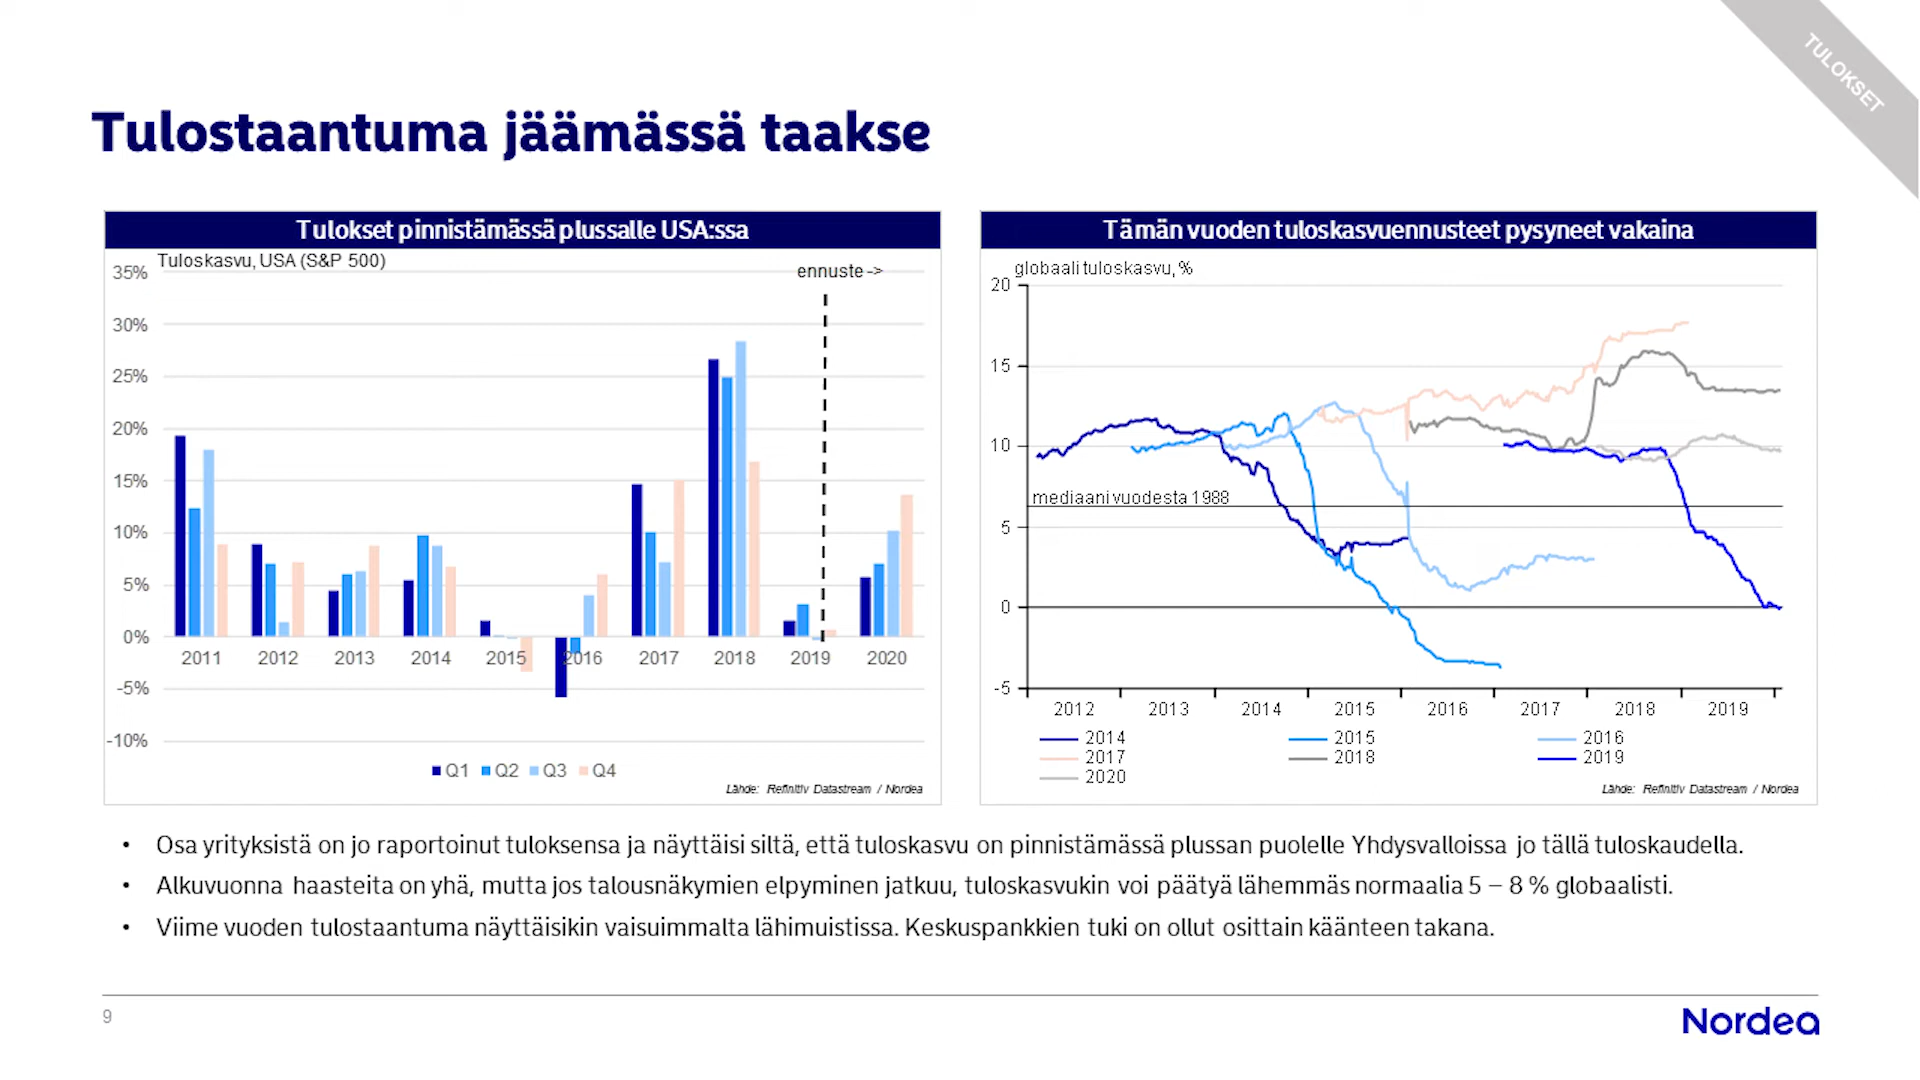 TULOKSET
Tulostaantuma jäämässä taakse
Tulokset pinnistämässä plussalle USA:ssa
Tuloskasvu, USA (S&P 500)
ennuste ->
35%
30%
25%
20%
15%
10%
5%
0%
-5%
-10%
2011 2012 2013 2014 2015 2016 2017 2018 2019 2020
Q1 Q2 Q3 Q4
Lähde: Refinitiv Datastream / Nordea
Tämän vuoden tuloskasvuennusteet pysyneet vakaina
globaali tuloskasvu, %
20
15
10
mediaani vuodesta 1988
5
0
-5
2012 2013 2014 2015 2016 2017 2018 2019
2014 2015 2016
2017 2018 2019
2020
Lähde: Refinitiv Datastream / Nordea
• Osa yrityksistä on jo raportoinut tuloksensa ja näyttäisi siltä, että tuloskasvu on pinnistämässä plussan puolelle Yhdysvalloissa jo tällä tuloskaudella.
• Alkuvuonna haasteita on yhä, mutta jos talousnäkymien elpyminen jatkuu, tuloskasvukin voi päätyä lähemmäs normaalia 5 – 8 % globaalisti.
• Viime vuoden tulostaantuma näyttäisikin vaisuimmalta lähimuistissa. Keskuspankkien tuki on ollut osittain käänteen takana.
9
Nordea